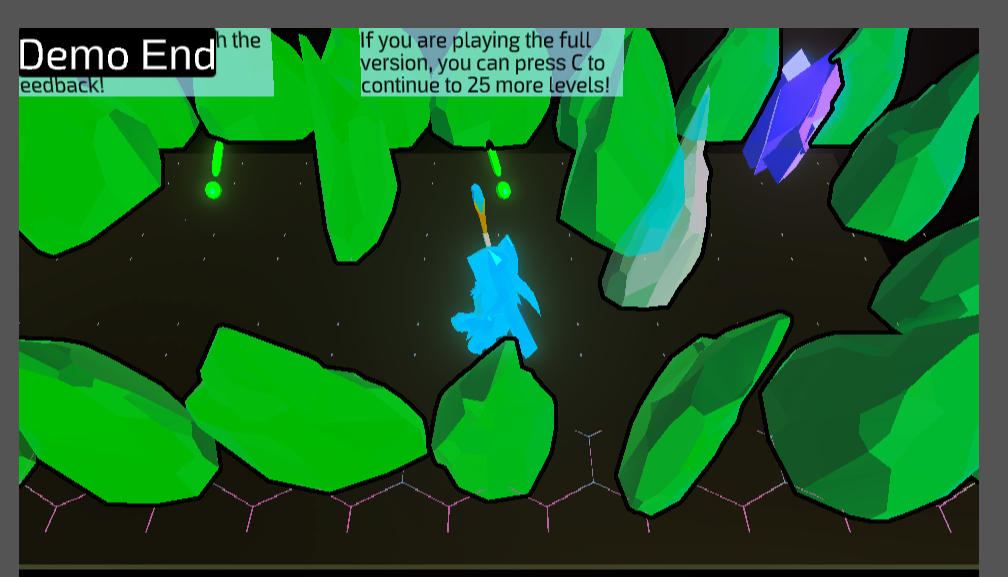 Demo End
h the
eedback!
If you are playing the full
version, you can press C to
continue to 25 more levels!